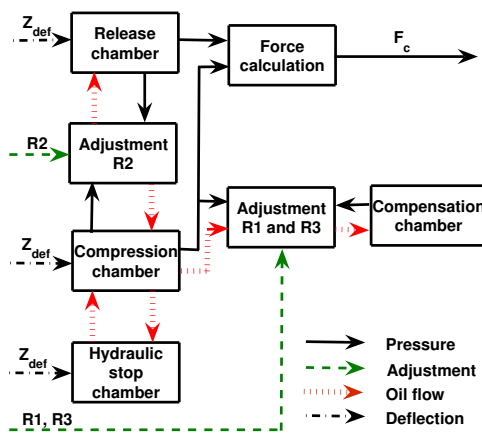 Z_def
Release
chamber
Force
calculation
F_c
R2
Adjustment
R2
Z_def
Compression
chamber
Adjustment
R1 and R3
Compensation
chamber
Z_def
Hydraulic
stop
chamber
R1, R3
Pressure
Adjustment
Oil flow
Deflection